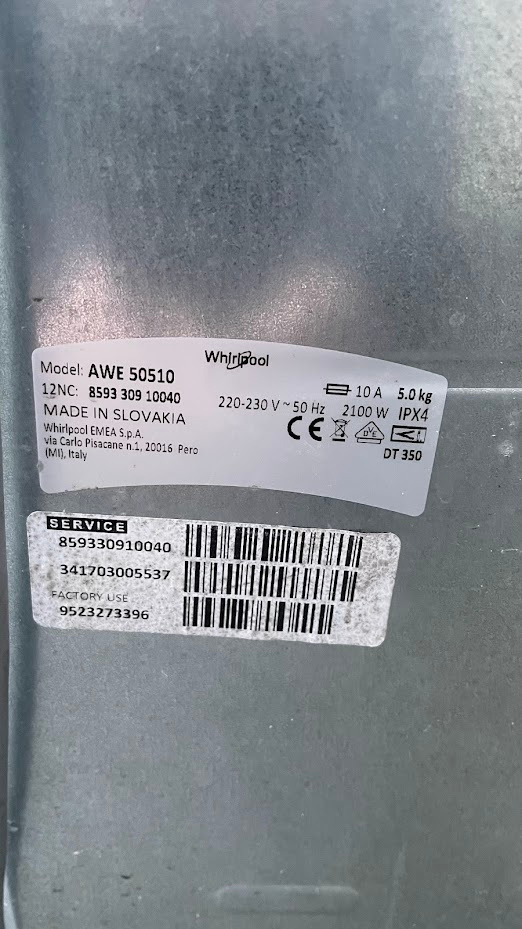 Whirlpool
Model: AWE 50510
12NC: 8593 309 10040
MADE IN SLOVAKIA
Whirlpool EMEA S.p.A.
via Carlo Pisacane n.1, 20016 Pero
(MI), Italy
10 A 5.0 kg
220-230 V ~ 50 Hz 2100 W IPX4
CE DVE
DT 350
SERVICE
859330910040
341703005537
FACTORY USE
9523273396